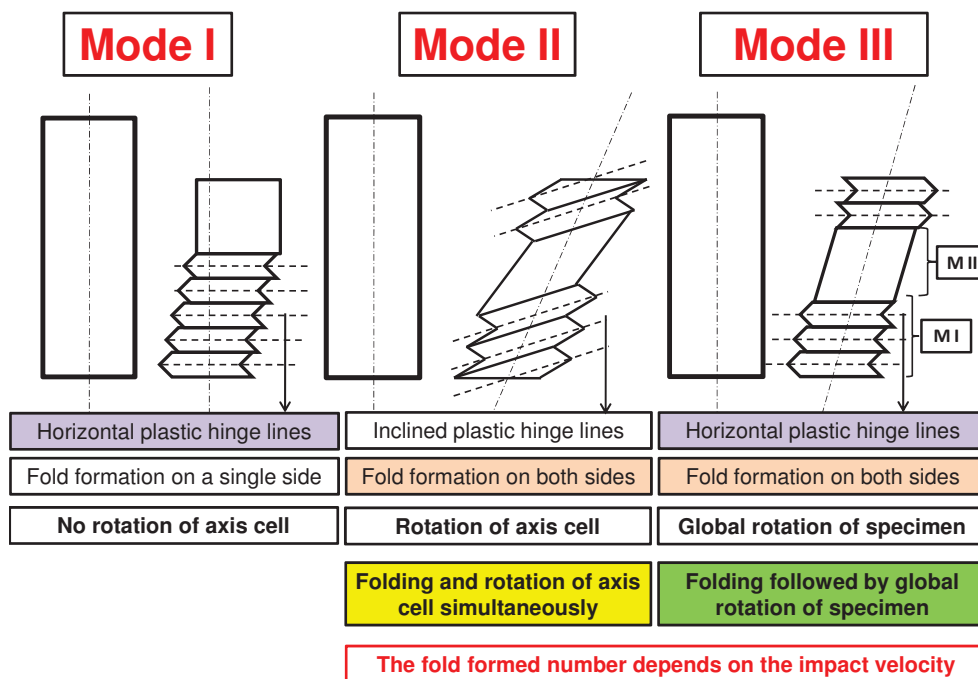 Mode I
Mode II
Mode III
M II
M I
Horizontal plastic hinge lines
Inclined plastic hinge lines
Horizontal plastic hinge lines
Fold formation on a single side
Fold formation on both sides
Fold formation on both sides
No rotation of axis cell
Rotation of axis cell
Global rotation of specimen
Folding and rotation of axis
cell simultaneously
Folding followed by global
rotation of specimen
The fold formed number depends on the impact velocity